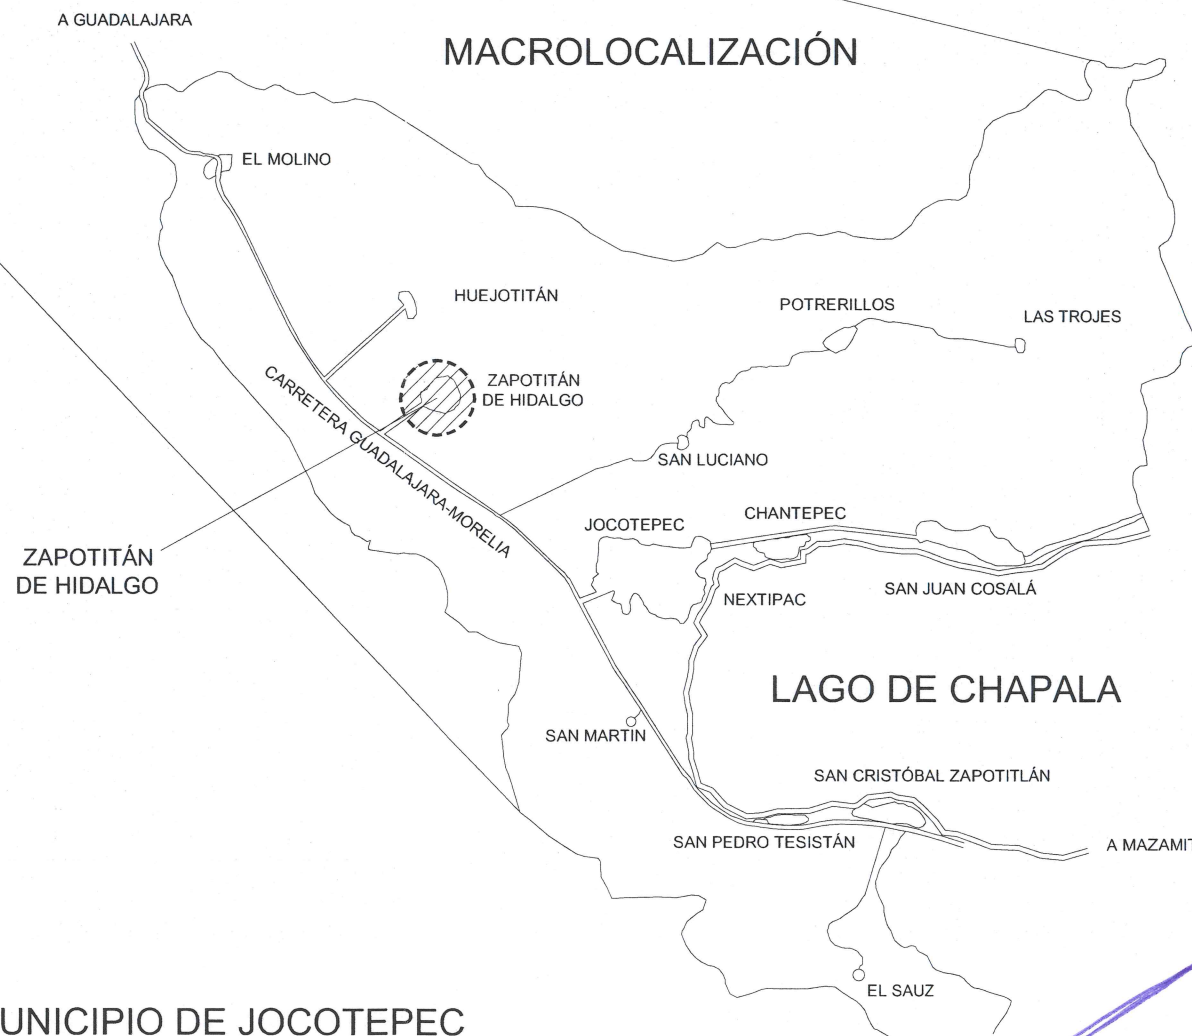 A GUADALAJARA
MACROLOCALIZACIÓN
EL MOLINO
HUEJOTITÁN
POTRERILLOS
LAS TROJES
ZAPOTITÁN
DE HIDALGO
CARRETERA GUADALAJARA-MORELIA
SAN LUCIANO
CHANTEPEC
JOCOTEPEC
ZAPOTITÁN
DE HIDALGO
SAN JUAN COSALÁ
NEXTIPAC
LAGO DE CHAPALA
SAN MARTÍN
SAN CRISTÓBAL ZAPOTITLÁN
SAN PEDRO TESISTÁN
A MAZAMIT
EL SAUZ
UNICIPIO DE JOCOTEPEC